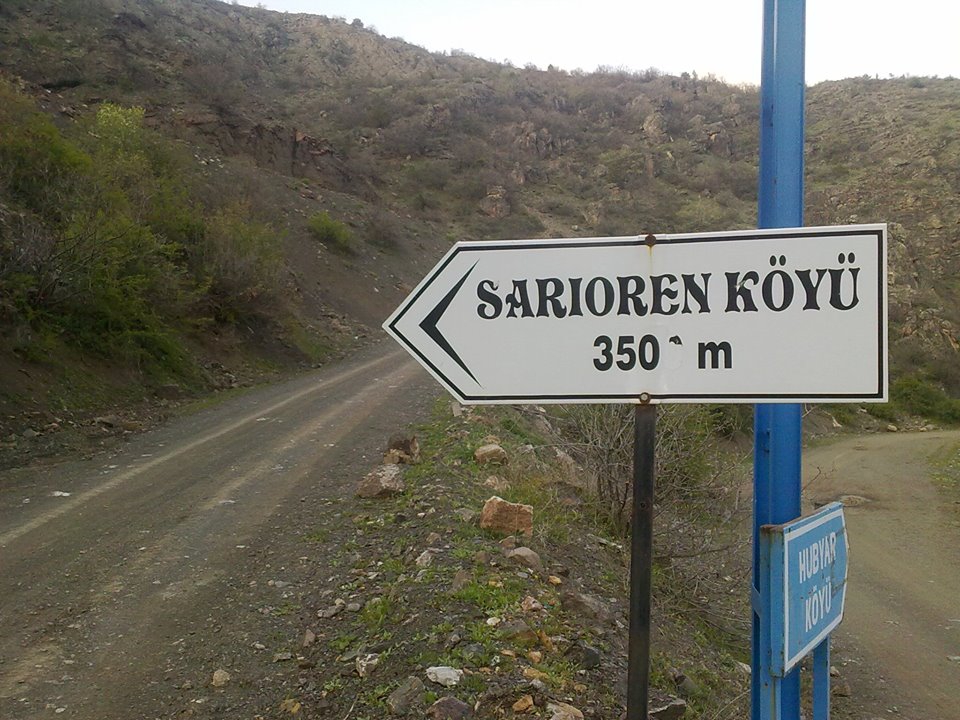 SARIOREN KÖYÜ
350 m
HUBYAR
KÖYÜ